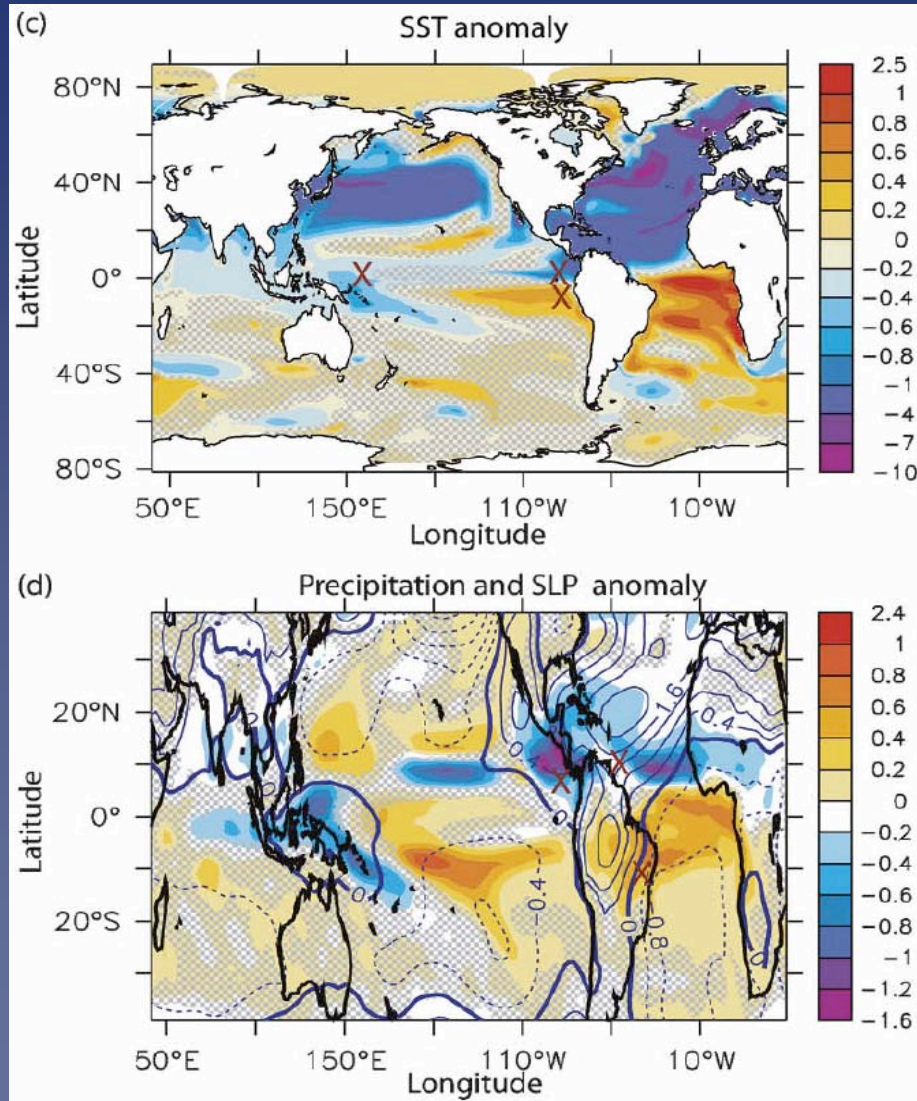 (c)
SST anomaly
80°N
40°N
0°
40°S
80°S
Latitude
50°E
150°E
110°W
10°W
Longitude
2.5
1
0.8
0.6
0.4
0.2
-0.2
-0.4
-0.6
-0.8
-1
-4
-7
-10
X
X
X
(d)
Precipitation and SLP anomaly
20°N
0°
20°S
Latitude
50°E
150°E
110°W
10°W
Longitude
2.4
1
0.8
0.6
0.4
0.2
0
-0.2
-0.4
-0.6
-0.8
-1
-1.2
-1.6
-1.6
-0.4
0
0
X
X
X
-0.4
0
0.8